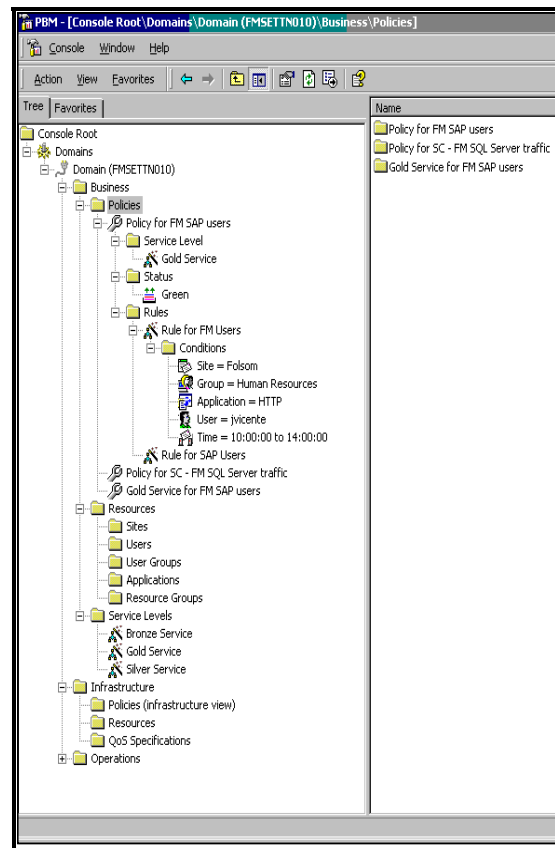 PBM - [Console Root\Domains\Domain (FMSETTN010)\Business\Policies]
Console Window Help
Action View Favorites
Tree Favorites
Console Root
Domains
Domain (FMSETTN010)
Business
Policies
Policy for FM SAP users
Service Level
Gold Service
Status
Green
Rules
Rule for FM Users
Conditions
Site = Folsom
Group = Human Resources
Application = HTTP
User = jvicente
Time = 10:00:00 to 14:00:00
Rule for SAP Users
Policy for SC - FM SQL Server traffic
Gold Service for FM SAP users
Resources
Sites
Users
User Groups
Applications
Resource Groups
Service Levels
Bronze Service
Gold Service
Silver Service
Infrastructure
Policies (infrastructure view)
Resources
QoS Specifications
Operations
Name
Policy for FM SAP users
Policy for SC - FM SQL Server traffic
Gold Service for FM SAP users